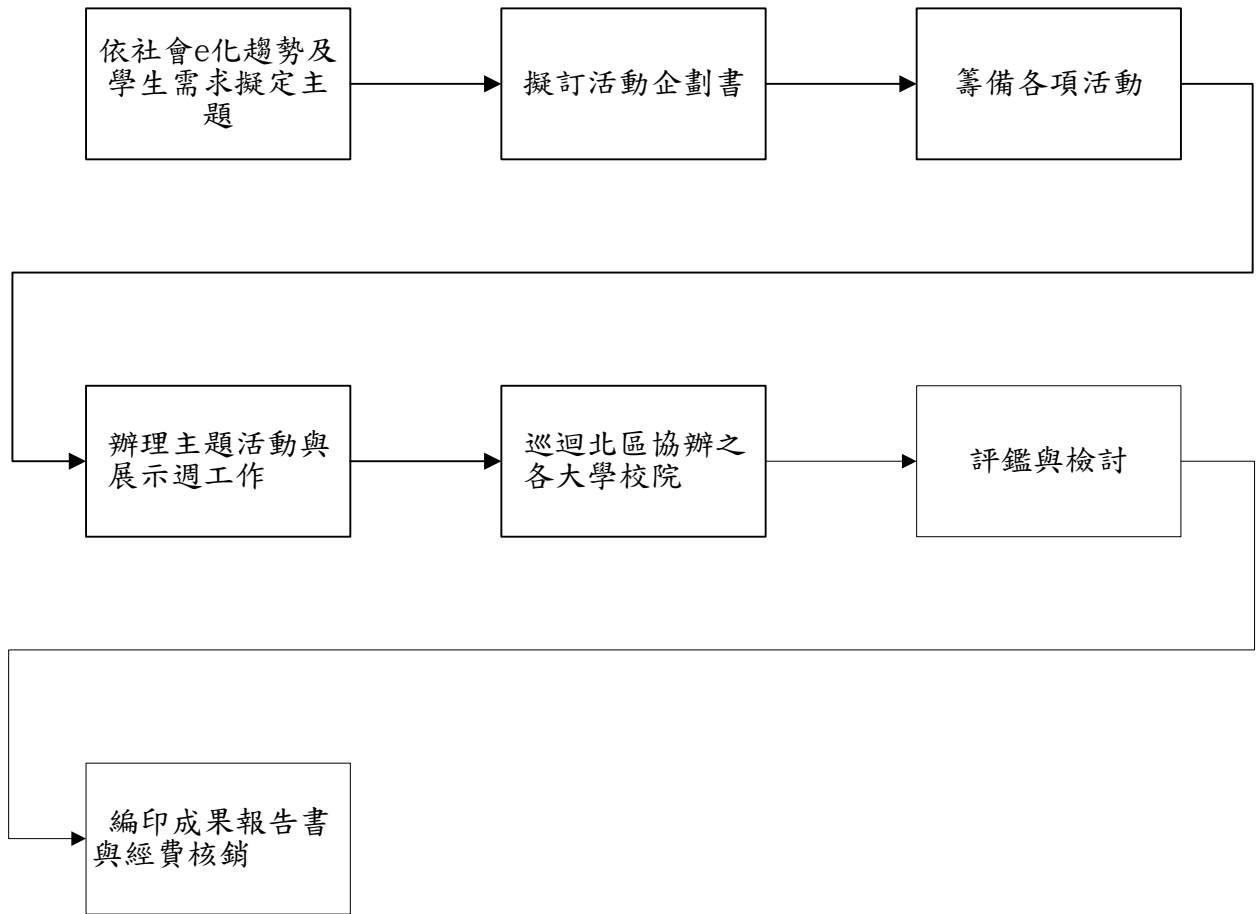 依社會e化趨勢及
學生需求擬定主
題
擬訂活動企劃書
籌備各項活動
辦理主題活動與
展示週工作
巡迴北區協辦之
各大學校院
評鑑與檢討
編印成果報告書
與經費核銷